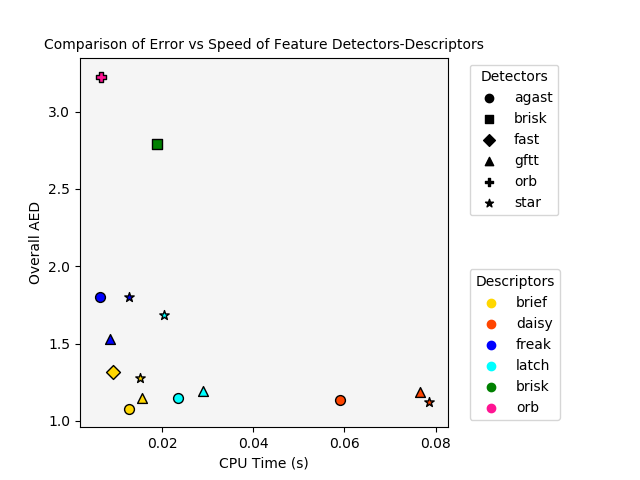 Comparison of Error vs Speed of Feature Detectors-Descriptors
Overall AED
3.0
2.5
2.0
1.5
1.0
0.02
0.04
0.06
0.08
CPU Time (s)
Detectors
agast
brisk
fast
gftt
orb
star
Descriptors
brief
daisy
freak
latch
brisk
orb